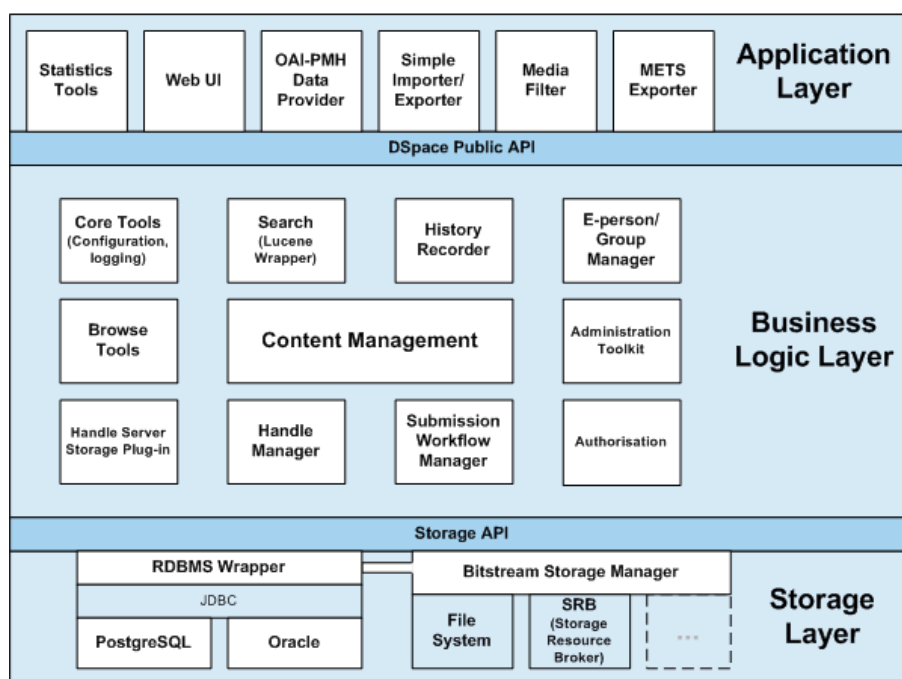 Statistics
Tools
Web UI
OAI-PMH
Data
Provider
Simple
Importer/
Exporter
Media
Filter
METS
Exporter
Application
Layer
DSpace Public API
Core Tools
(Configuration,
logging)
Search
(Lucene
Wrapper)
History
Recorder
E-person/
Group
Manager
Browse
Tools
Content Management
Administration
Toolkit
Business
Logic Layer
Handle Server
Storage Plug-in
Handle
Manager
Submission
Workflow
Manager
Authorisation
Storage API
RDBMS Wrapper
Bitstream Storage Manager
JDBC
PostgreSQL
Oracle
File
System
SRB
(Storage
Resource
Broker)
...
Storage
Layer